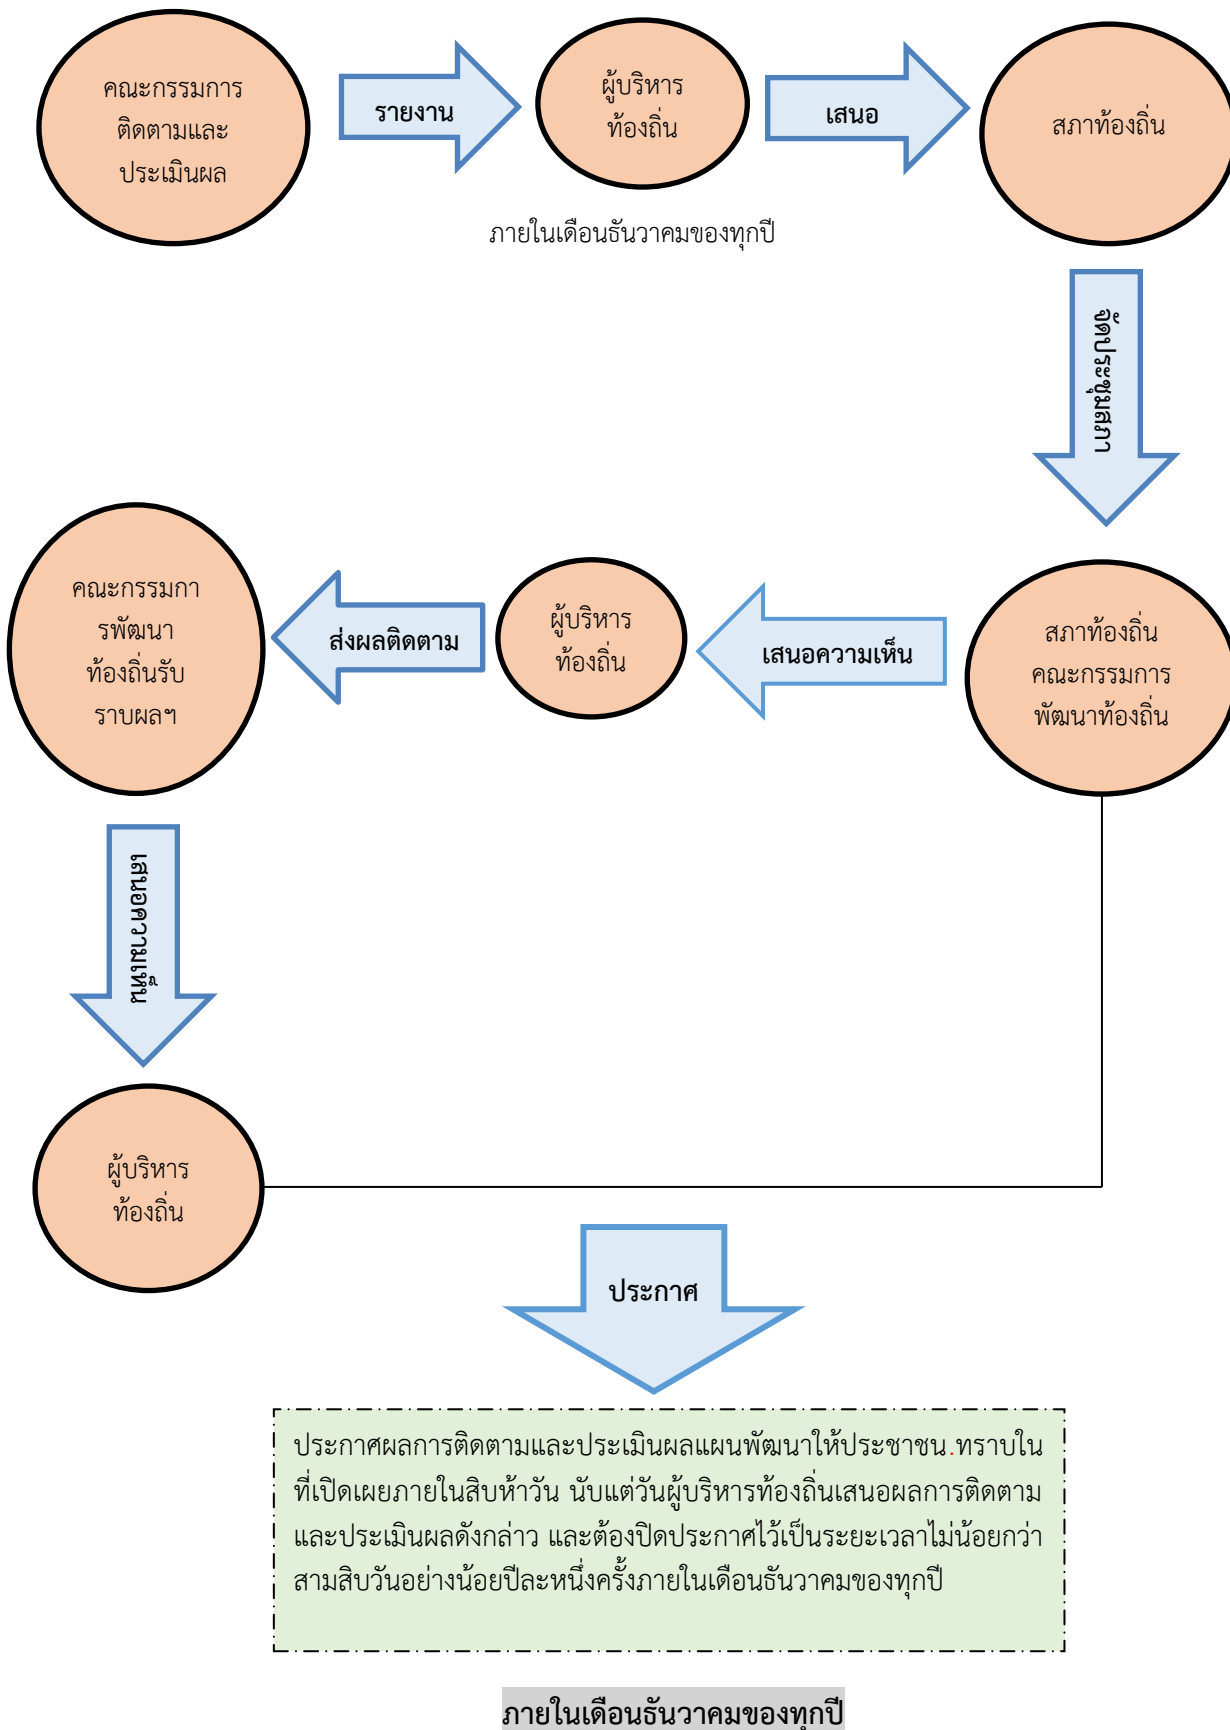 คณะกรรมการ
ติดตามและ
ประเมินผล
รายงาน
ผู้บริหาร
ท้องถิ่น
เสนอ
สภาท้องถิ่น
ภายในเดือนธันวาคมของทุกปี
จัดประชุมสภา
สภาท้องถิ่น
คณะกรรมการ
พัฒนาท้องถิ่น
เสนอความเห็น
ผู้บริหาร
ท้องถิ่น
ส่งผลติดตาม
คณะกรรมกา
รพัฒนา
ท้องถิ่นรับ
ราบผลฯ
เสนอความเห็น
ผู้บริหาร
ท้องถิ่น
ประกาศ
ประกาศผลการติดตามและประเมินผลแผนพัฒนาให้ประชาชน.ทราบใน
ที่เปิดเผยภายในสิบห้าวัน นับแต่วันผู้บริหารท้องถิ่นเสนอผลการติดตาม
และประเมินผลดังกล่าว และต้องปิดประกาศไว้เป็นระยะเวลาไม่น้อยกว่า
สามสิบวันอย่างน้อยปีละหนึ่งครั้งภายในเดือนธันวาคมของทุกปี
ภายในเดือนธันวาคมของทุกปี